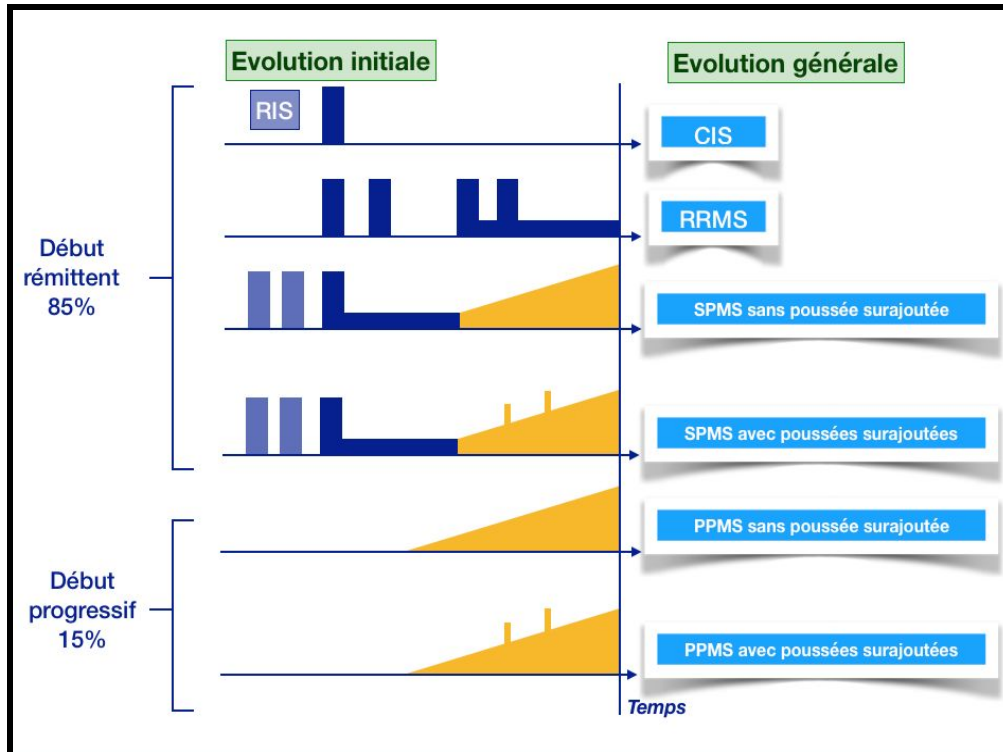 Evolution initiale
Evolution générale
RIS
CIS
RRMS
Début
rémittent
85%
SPMS sans poussée surajoutée
SPMS avec poussées surajoutées
PPMS sans poussée surajoutée
Début
progressif
15%
PPMS avec poussées surajoutées
Temps